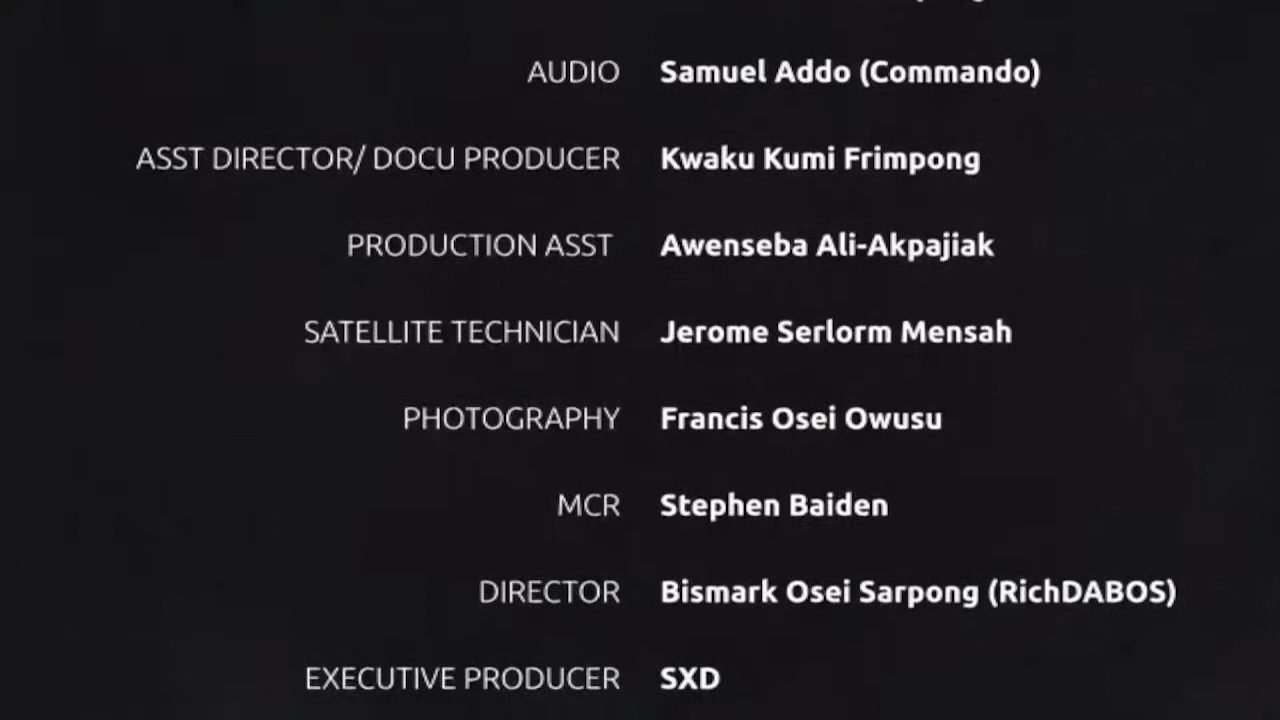 AUDIO Samuel Addo (Commando)
ASST DIRECTOR/ DOCU PRODUCER Kwaku Kumi Frimpong
PRODUCTION ASST Awenseba Ali-Akpajiak
SATELLITE TECHNICIAN Jerome Serlorm Mensah
PHOTOGRAPHY Francis Osei Owusu
MCR Stephen Baiden
DIRECTOR Bismark Osei Sarpong (RichDABOS)
EXECUTIVE PRODUCER SXD